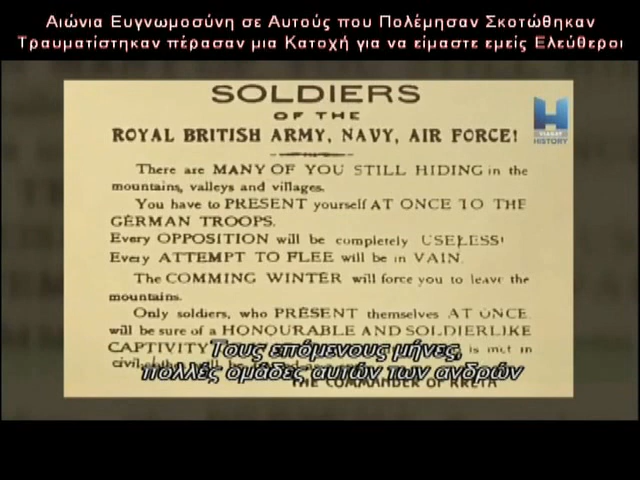 Αιώνια Ευγνωμοσύνη σε Αυτούς που Πολέμησαν Σκοτώθηκαν
Τραυματίστηκαν πέρασαν μια Κατοχή για να είμαστε εμείς Ελεύθεροι
SOLDIERS
OF THE
ROYAL BRITISH ARMY, NAVY, AIR FORCE!
H
VIASAT
HISTORY
There are MANY OF YOU STILL HIDING in the
mountains, valleys and villages.
You have to PRESENT yourself AT ONCE TO THE
GERMAN TROOPS.
Every OPPOSITION will be completely USELESS!
Every ATTEMPT TO FLEE will be in VAIN.
The COMMING WINTER will force you to leave the
mountains.
Only soldiers, who PRESENT themselves AT ONCE
will be sure of a HONOURABLE AND SOLDIERLIKE
CAPTIVITY is met in
civil
THE COMMANDER OF KRETA
Τους επόμενους μήνες,
πολλές ομάδες αυτών των ανδρών